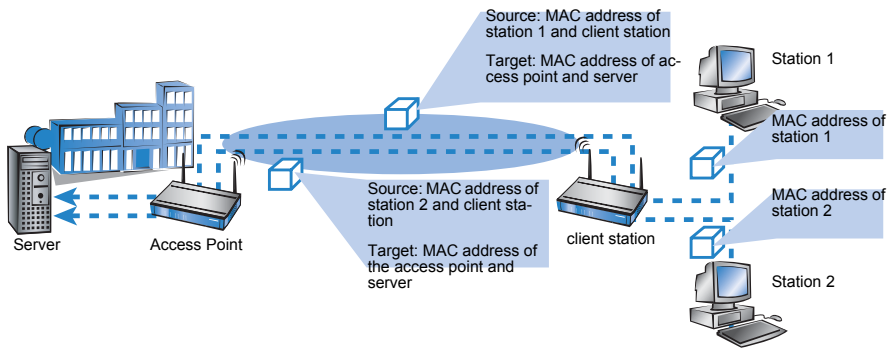 Source: MAC address of
station 1 and client station
Target: MAC address of ac-
cess point and server
Station 1
MAC address of
station 1
Source: MAC address of
station 2 and client sta-
tion
Target: MAC address of
the access point and
server
MAC address of
station 2
Server
Access Point
client station
Station 2